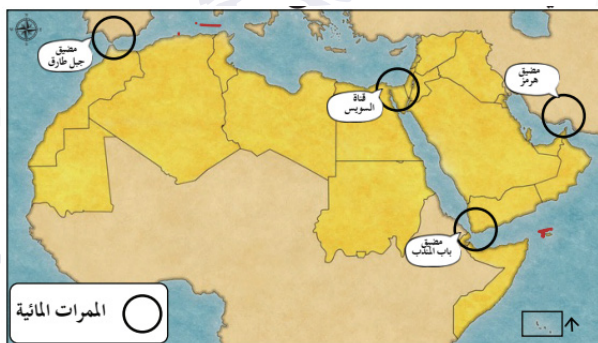 مضيق
جبل طارق
قناة
السويس
مضيق
هرمز
مضيق
باب المندب
الممرات المائية